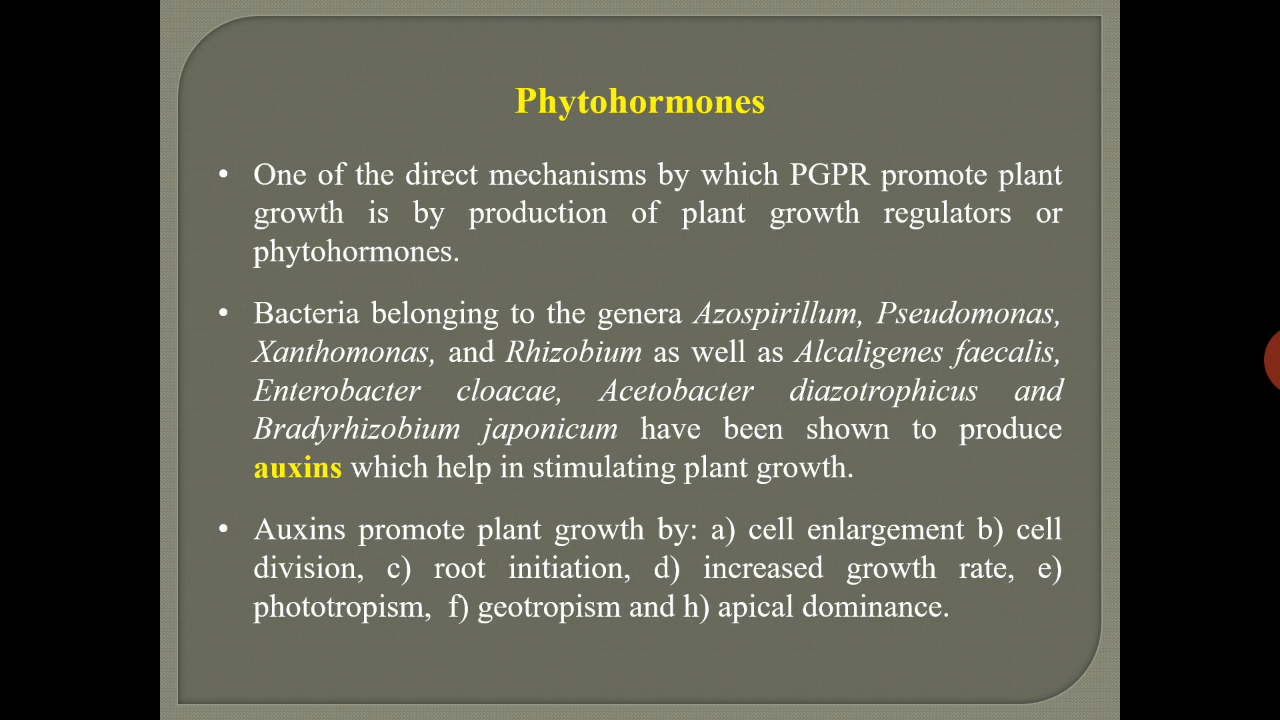 Phytohormones
• One of the direct mechanisms by which PGPR promote plant
growth is by production of plant growth regulators or
phytohormones.
• Bacteria belonging to the genera Azospirillum, Pseudomonas,
Xanthomonas, and Rhizobium as well as Alcaligenes faecalis,
Enterobacter cloacae, Acetobacter diazotrophicus and
Bradyrhizobium japonicum have been shown to produce
auxins which help in stimulating plant growth.
• Auxins promote plant growth by: a) cell enlargement b) cell
division, c) root initiation, d) increased growth rate, e)
phototropism, f) geotropism and h) apical dominance.